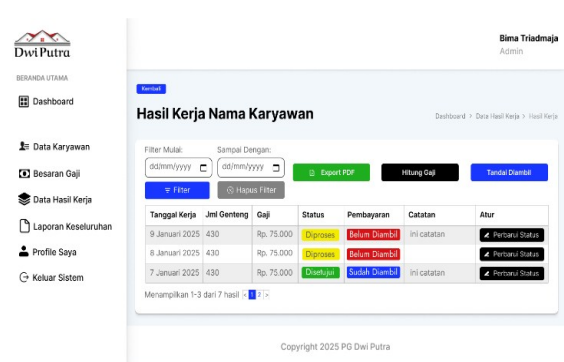 DwiPutra
BERANDA UTAMA
Dashboard
Data Karyawan
Besaran Gaji
Data Hasil Kerja
Laporan Keseluruhan
Profile Saya
Keluar Sistem
Bima Triadmaja
Admin
Kembali
Hasil Kerja Nama Karyawan
Dashboard > Data Hasil Kerja > Hasil Kerja
Filter Mulai: Sampai Dengan:
dd/mm/yyyy dd/mm/yyyy Export PDF Hitung Gaji Tandai Diambil
Filter Hapus Filter
Tanggal Kerja Jml Genteng Gaji Status Pembayaran Catatan Atur
9 Januari 2025 430 Rp. 75.000 Diproses Belum Diambil ini catatan Perbarui Status
8 Januari 2025 430 Rp. 75.000 Diproses Belum Diambil Perbarui Status
7 Januari 2025 430 Rp. 75.000 Disetujui Sudah Diambil ini catatan Perbarui Status
Menampilkan 1-3 dari 7 hasil < 1 2 >
Copyright 2025 PG Dwi Putra